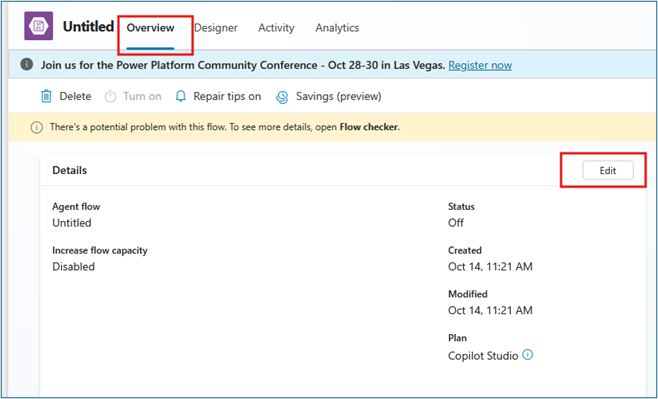 Untitled Overview Designer Activity Analytics
Join us for the Power Platform Community Conference - Oct 28-30 in Las Vegas. Register now
Delete Turn on Repair tips on Savings (preview)
There's a potential problem with this flow. To see more details, open Flow checker.
Details Edit
Agent flow
Untitled
Increase flow capacity
Disabled
Status
Off
Created
Oct 14, 11:21 AM
Modified
Oct 14, 11:21 AM
Plan
Copilot Studio